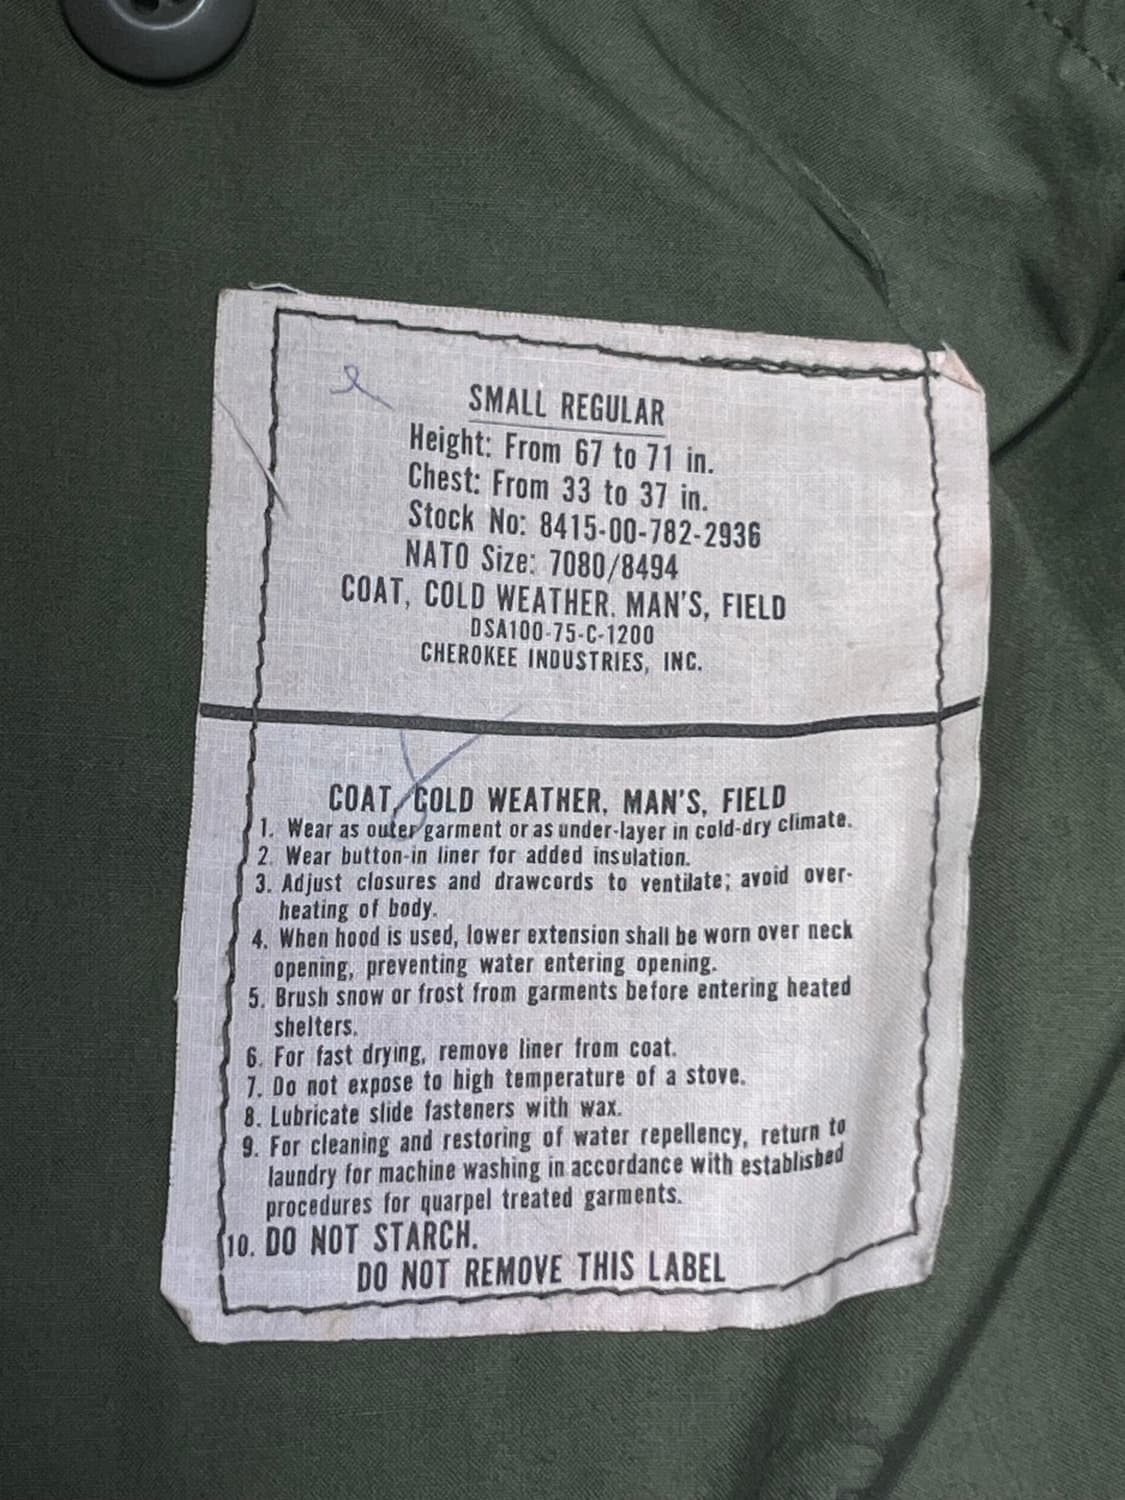 SMALL REGULAR
Height: From 67 to 71 in.
Chest: From 33 to 37 in.
Stock No: 8415-00-782-2936
NATO Size: 7080/8494
COAT, COLD WEATHER. MAN'S, FIELD
DSA100-75-C-1200
CHEROKEE INDUSTRIES, INC.
COAT, COLD WEATHER, MAN'S, FIELD
1. Wear as outer garment or as under-layer in cold-dry climate.
2. Wear button-in liner for added insulation.
3. Adjust closures and drawcords to ventilate; avoid over-
heating of body.
4. When hood is used, lower extension shall be worn over neck
opening, preventing water entering opening.
5. Brush snow or frost from garments before entering heated
shelters.
6. For fast drying, remove liner from coat.
7. Do not expose to high temperature of a stove.
8. Lubricate slide fasteners with wax.
9. For cleaning and restoring of water repellency, return to
laundry for machine washing in accordance with established
procedures for quarpel treated garments.
10. DO NOT STARCH.
DO NOT REMOVE THIS LABEL